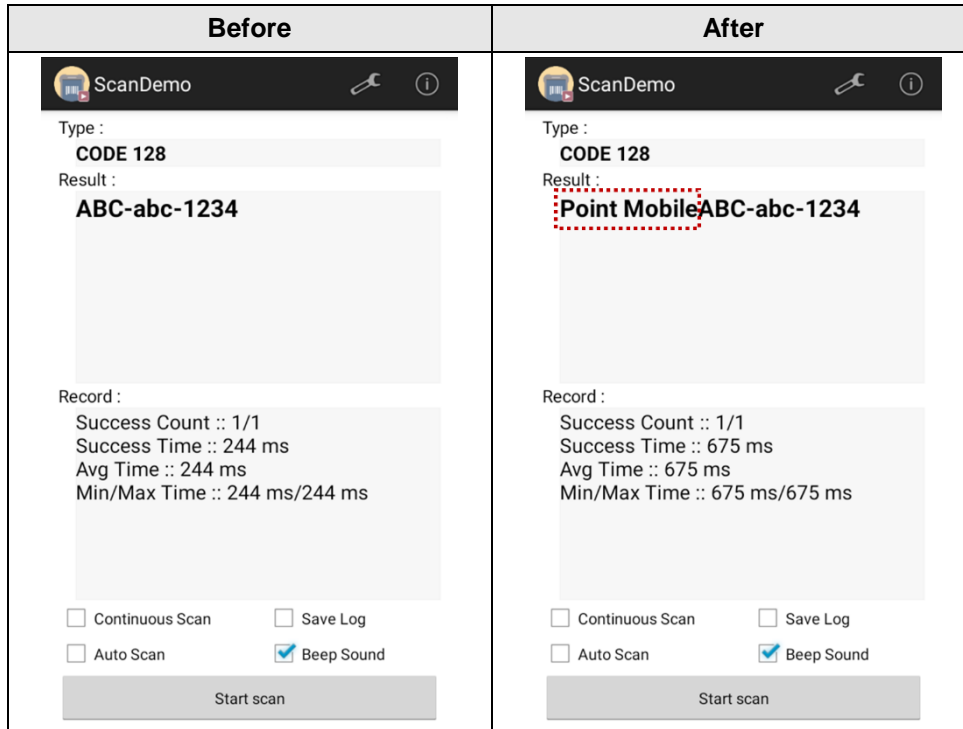 Before
After
ScanDemo
Type :
CODE 128
Result :
ABC-abc-1234
Record :
Success Count :: 1/1
Success Time :: 244 ms
Avg Time :: 244 ms
Min/Max Time :: 244 ms/244 ms
Continuous Scan
Save Log
Auto Scan
Beep Sound
Start scan
ScanDemo
Type :
CODE 128
Result :
Point MobileABC-abc-1234
Record :
Success Count :: 1/1
Success Time :: 675 ms
Avg Time :: 675 ms
Min/Max Time :: 675 ms/675 ms
Continuous Scan
Save Log
Auto Scan
Beep Sound
Start scan